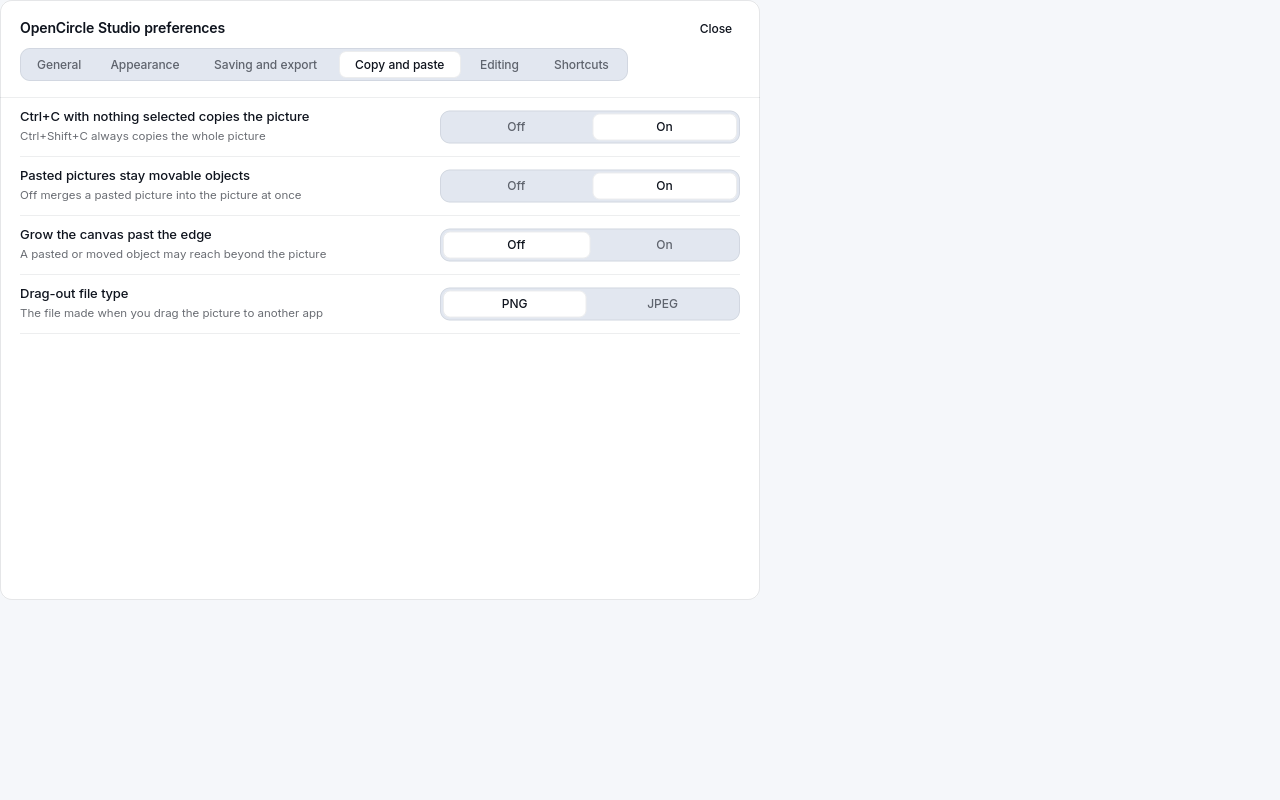 OpenCircle Studio preferences
Close
General Appearance Saving and export Copy and paste Editing Shortcuts
Ctrl+C with nothing selected copies the picture
Ctrl+Shift+C always copies the whole picture
Off On
Pasted pictures stay movable objects
Off merges a pasted picture into the picture at once
Off On
Grow the canvas past the edge
A pasted or moved object may reach beyond the picture
Off On
Drag-out file type
The file made when you drag the picture to another app
PNG JPEG